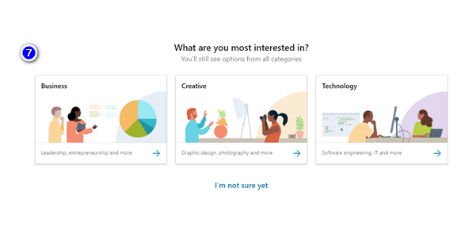 7
What are you most interested in?
You'll still see options from all categories
Business
Leadership, entrepreneurship and more
Creative
Graphic design, photography and more
Technology
Software engineering, IT and more
I'm not sure yet